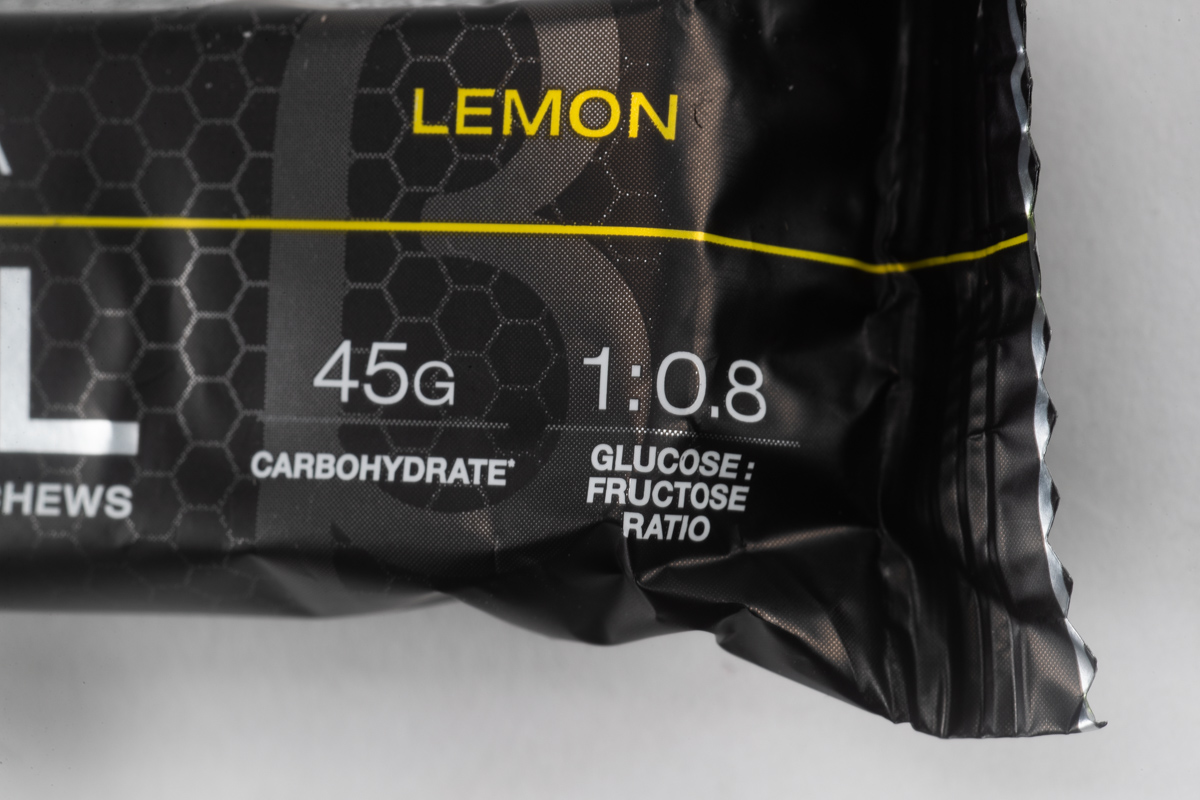 LEMON
A
L
45G
1:0.8
CARBOHYDRATE*
GLUCOSE:
FRUCTOSE
RATIO
CHEWS